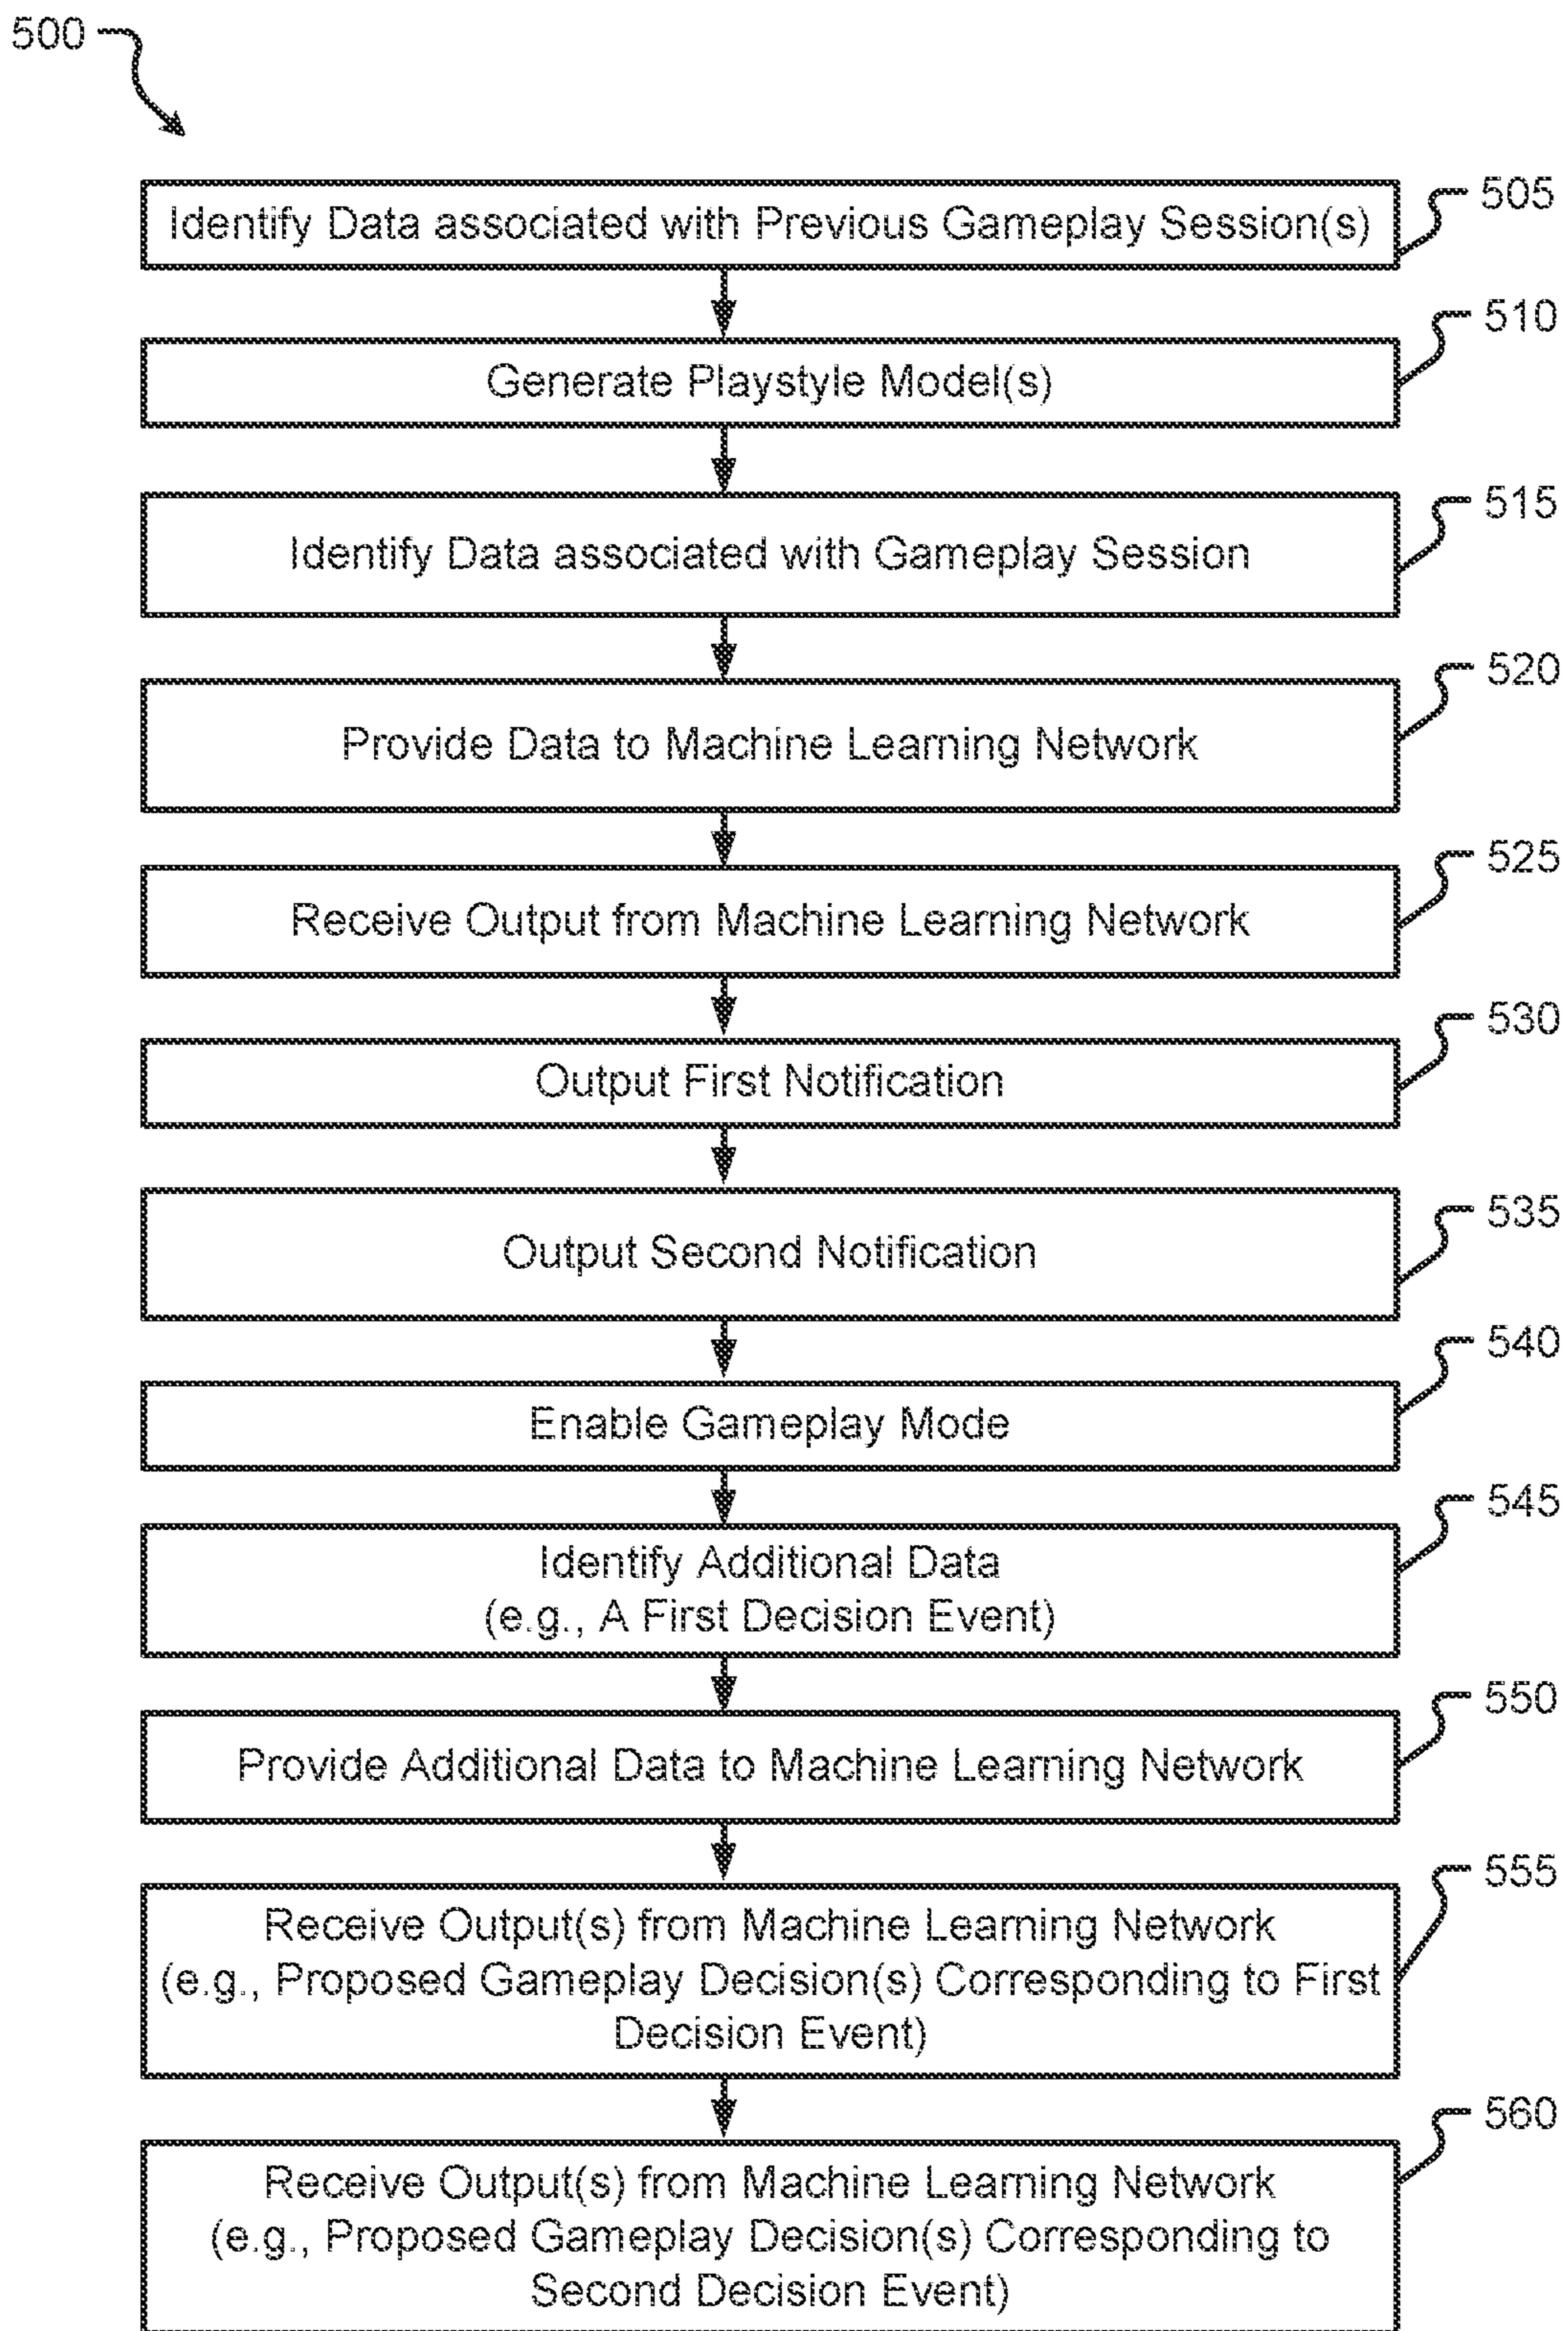 500
505
Identify Data associated with Previous Gameplay Session(s)
510
Generate Playstyle Model(s)
515
Identify Data associated with Gameplay Session
520
Provide Data to Machine Learning Network
525
Receive Output from Machine Learning Network
530
Output First Notification
535
Output Second Notification
540
Enable Gameplay Mode
545
Identify Additional Data
(e.g., A First Decision Event)
550
Provide Additional Data to Machine Learning Network
555
Receive Output(s) from Machine Learning Network
(e.g., Proposed Gameplay Decision(s) Corresponding to First
Decision Event)
560
Receive Output(s) from Machine Learning Network
(e.g., Proposed Gameplay Decision(s) Corresponding to
Second Decision Event)